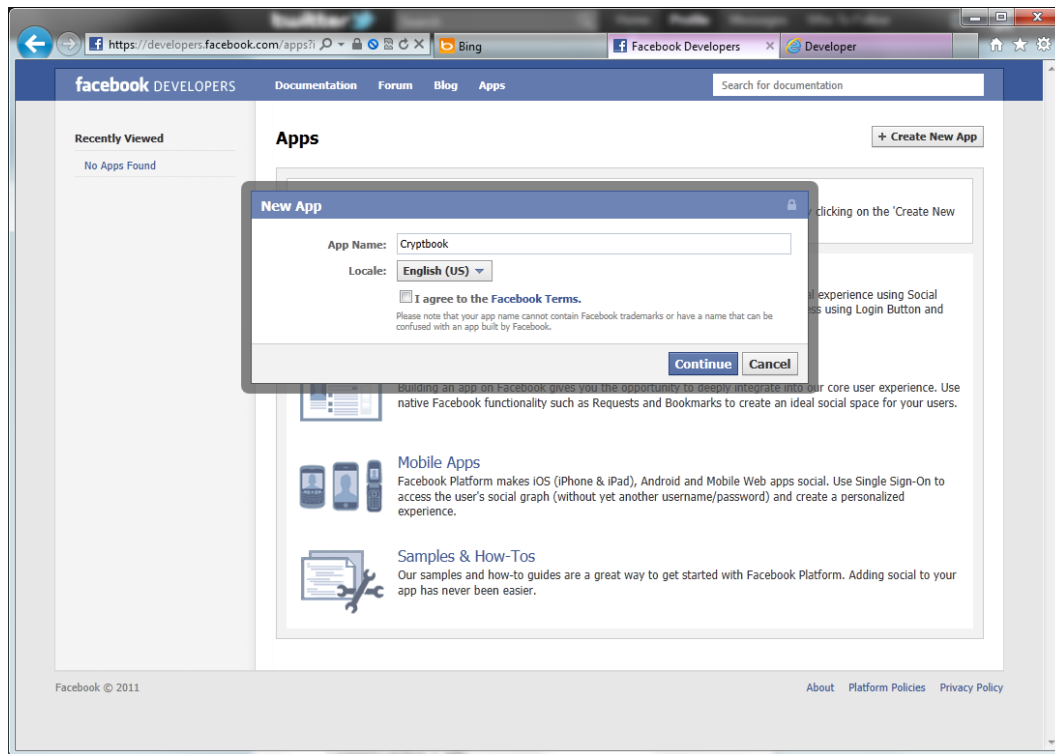 twitter
Search
Home Profile Messages Who To Follow
https://developers.facebook.com/apps?i
Bing
Facebook Developers
Developer
facebook DEVELOPERS
Documentation Forum Blog Apps
Search for documentation
Recently Viewed
No Apps Found
Apps
+ Create New App
clicking on the 'Create New
New App
App Name: Cryptbook
Locale: English (US)
I agree to the Facebook Terms.
Please note that your app name cannot contain Facebook trademarks or have a name that can be
confused with an app built by Facebook.
Continue Cancel
experience using Social
using Login Button and
Building an app on Facebook gives you the opportunity to deeply integrate into our core user experience. Use
native Facebook functionality such as Requests and Bookmarks to create an ideal social space for your users.
Mobile Apps
Facebook Platform makes iOS (iPhone & iPad), Android and Mobile Web apps social. Use Single Sign-On to
access the user's social graph (without yet another username/password) and create a personalized
experience.
Samples & How-Tos
Our samples and how-to guides are a great way to get started with Facebook Platform. Adding social to your
app has never been easier.
Facebook © 2011
About Platform Policies Privacy Policy